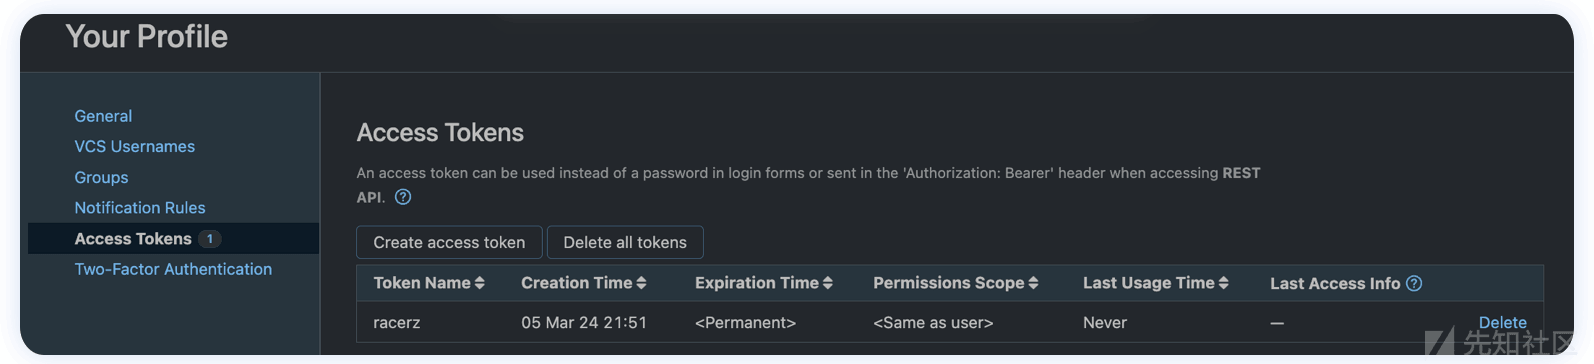 Your Profile
General
VCS Usernames
Groups
Notification Rules
Access Tokens 1
Two-Factor Authentication
Access Tokens
An access token can be used instead of a password in login forms or sent in the 'Authorization: Bearer' header when accessing REST
API. ?
Create access token Delete all tokens
Token Name Creation Time Expiration Time Permissions Scope Last Usage Time Last Access Info ?
racerz 05 Mar 24 21:51 <Permanent> <Same as user> Never — Delete
先知社区